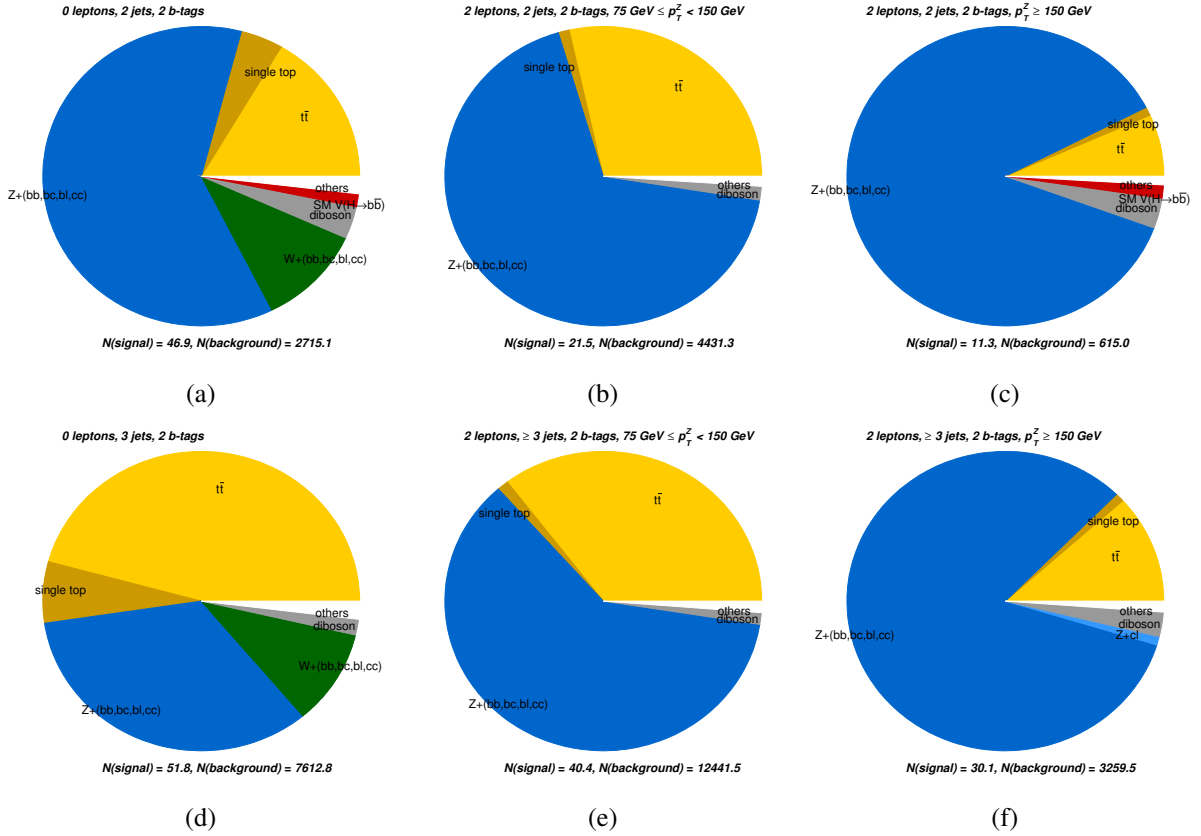 0 leptons, 2 jets, 2 b-tags
single top
tt̄
Z+(bb,bc,bl,cc)
others
SM V(H→bb̄)
diboson
W+(bb,bc,bl,cc)
N(signal) = 46.9, N(background) = 2715.1
(a)
2 leptons, 2 jets, 2 b-tags, 75 GeV ≤ p_T^Z < 150 GeV
single top
tt̄
others
diboson
Z+(bb,bc,bl,cc)
N(signal) = 21.5, N(background) = 4431.3
(b)
2 leptons, 2 jets, 2 b-tags, p_T^Z ≥ 150 GeV
single top
tt̄
Z+(bb,bc,bl,cc)
others
SM V(H→bb̄)
diboson
N(signal) = 11.3, N(background) = 615.0
(c)
0 leptons, 3 jets, 2 b-tags
tt̄
single top
others
diboson
W+(bb,bc,bl,cc)
Z+(bb,bc,bl,cc)
N(signal) = 51.8, N(background) = 7612.8
(d)
2 leptons, ≥ 3 jets, 2 b-tags, 75 GeV ≤ p_T^Z < 150 GeV
tt̄
single top
others
diboson
Z+(bb,bc,bl,cc)
N(signal) = 40.4, N(background) = 12441.5
(e)
2 leptons, ≥ 3 jets, 2 b-tags, p_T^Z ≥ 150 GeV
single top
tt̄
others
diboson
Z+(bb,bc,bl,cc)
Z+cl
N(signal) = 30.1, N(background) = 3259.5
(f)